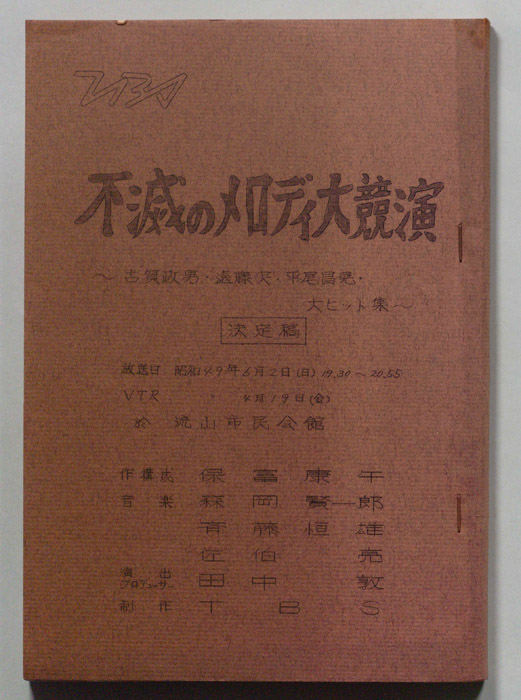 TBS
不滅のメロディ大競演
〜古賀政男・遠藤実・平尾昌晃・
大ヒット集〜
決定稿
放送日 昭和49年6月2日(日) 19.30〜20.55
VTR 〃 4月19日(金)
於 流山市民会館
作・構成 保富康午
音楽 森岡賢一郎
斉藤恒雄
佐伯亮
演出
プロデューサー 田中敦
制作 TBS